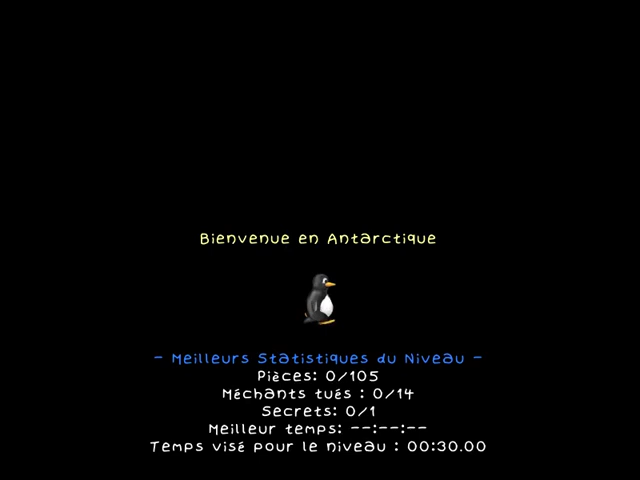 Bienvenue en Antarctique
- Meilleurs Statistiques du Niveau -
Pièces: 0/105
Méchants tués : 0/14
Secrets: 0/1
Meilleur temps: --:--:--
Temps visé pour le niveau : 00:30.00